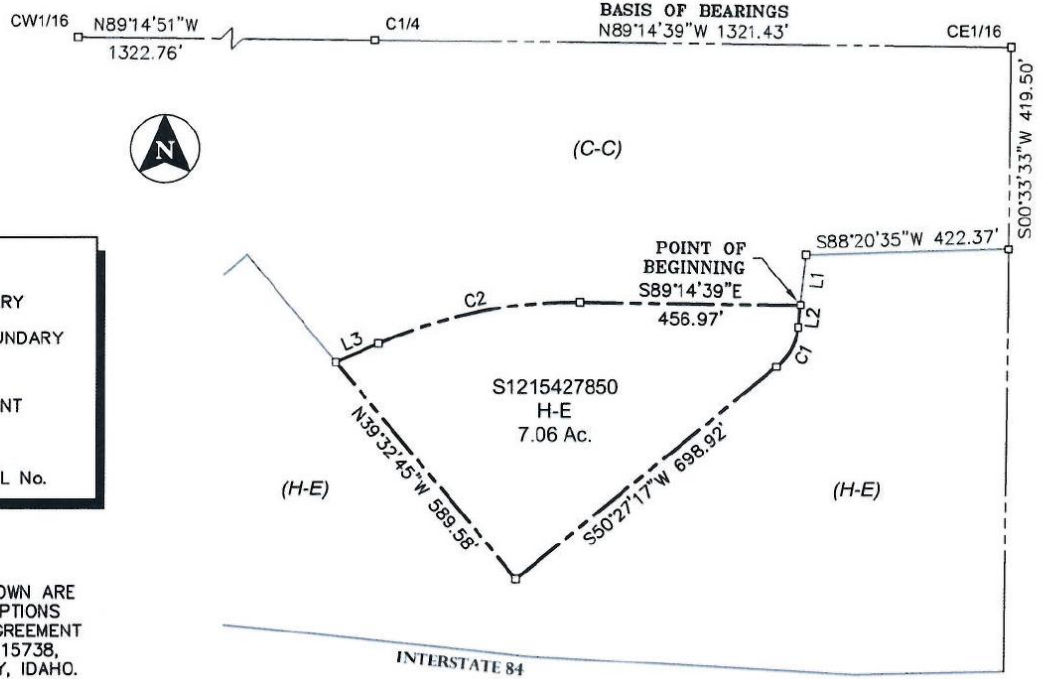 BASIS OF BEARINGS
CW1/16
N89°14'51"W
1322.76'
C1/4
N89°14'39"W 1321.43'
CE1/16
S00°33'33"W 419.50'
N
(C-C)
S88°20'35"W 422.37'
POINT OF
BEGINNING
L1
S89°14'39"E
456.97'
L2
C2
L3
C1
RY
UNDARY
NT
L No.
S1215427850
H-E
7.06 Ac.
N39°32'45"W 589.58'
S50°27'17"W 698.92'
(H-E)
(H-E)
OWN ARE
PTIONS
GREEMENT
15738,
Y, IDAHO.
INTERSTATE 84